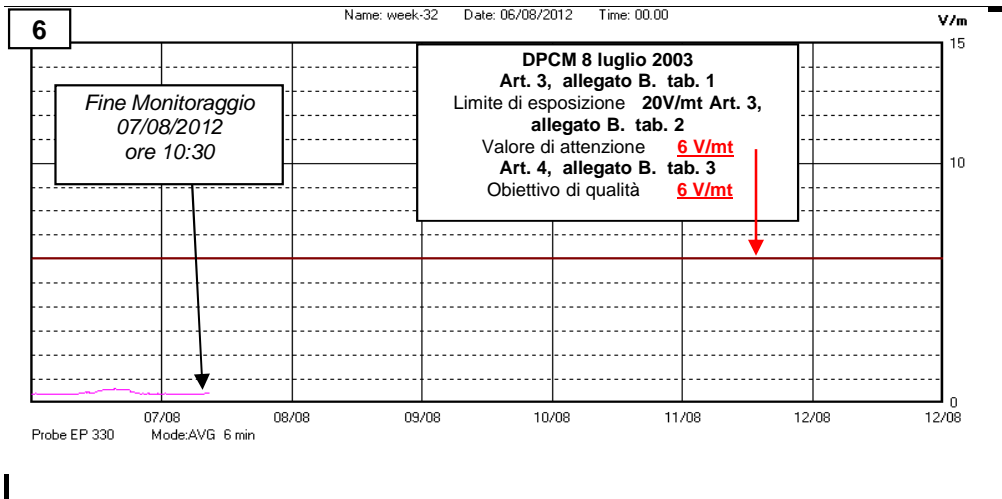 Name: week-32 Date: 06/08/2012 Time: 00.00
V/m
6
15
DPCM 8 luglio 2003
Art. 3, allegato B. tab. 1
Limite di esposizione 20V/mt Art. 3,
allegato B. tab. 2
Valore di attenzione 6 V/mt
Art. 4, allegato B. tab. 3
Obiettivo di qualità 6 V/mt
Fine Monitoraggio
07/08/2012
ore 10:30
10
0
07/08 08/08 09/08 10/08 11/08 12/08 12/08
Probe EP 330 Mode:AVG 6 min